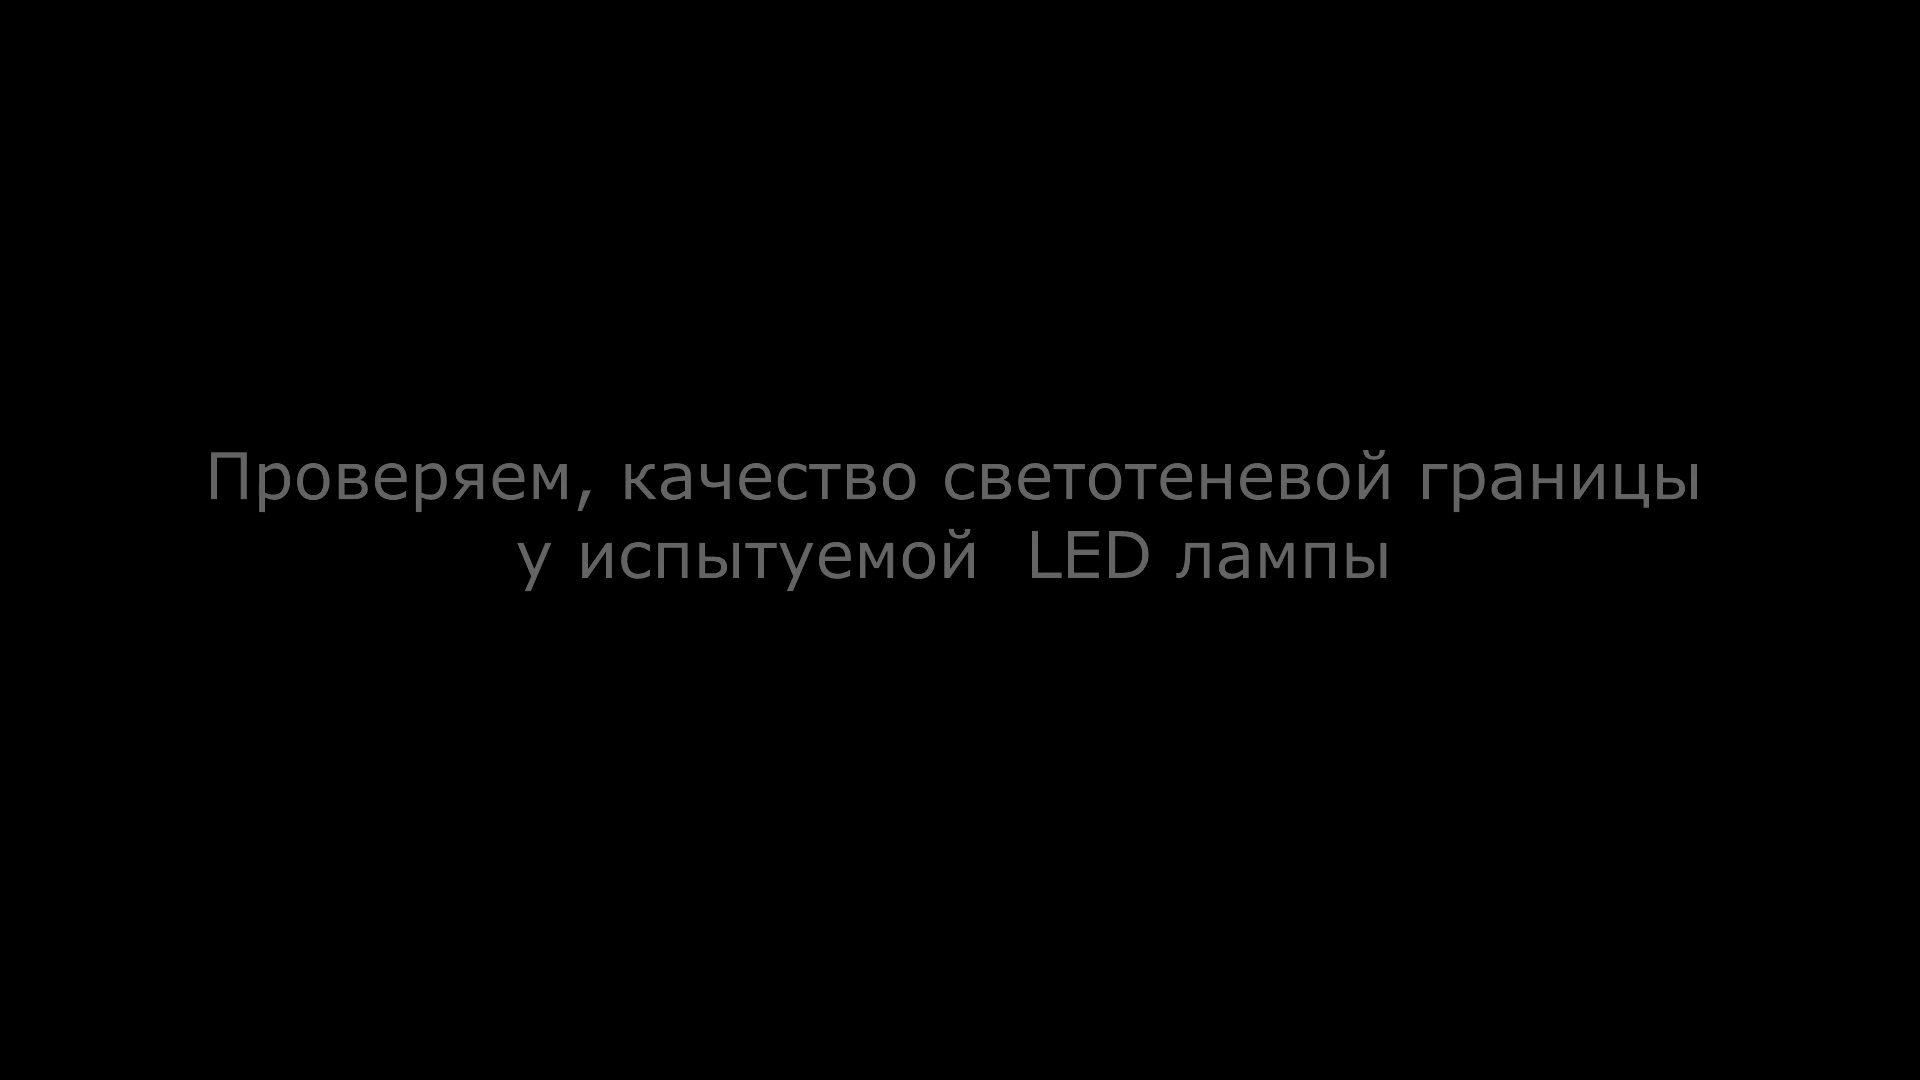 Проверяем, качество светотеневой границы
у испытуемой  LED лампы